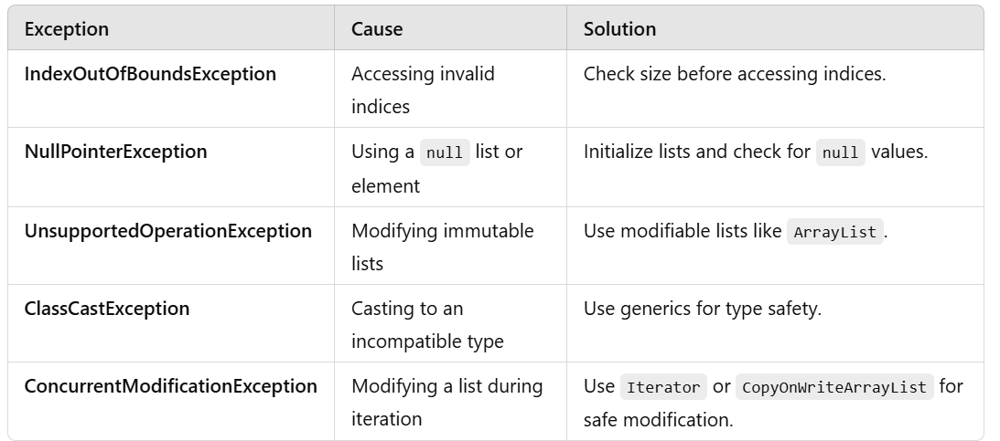 Exception Cause Solution
IndexOutOfBoundsException Accessing invalid Check size before accessing indices.
indices
NullPointerException Using a null list or Initialize lists and check for null values.
element
UnsupportedOperationException Modifying immutable Use modifiable lists like ArrayList.
lists
ClassCastException Casting to an Use generics for type safety.
incompatible type
ConcurrentModificationException Modifying a list during Use Iterator or CopyOnWriteArrayList for
iteration safe modification.